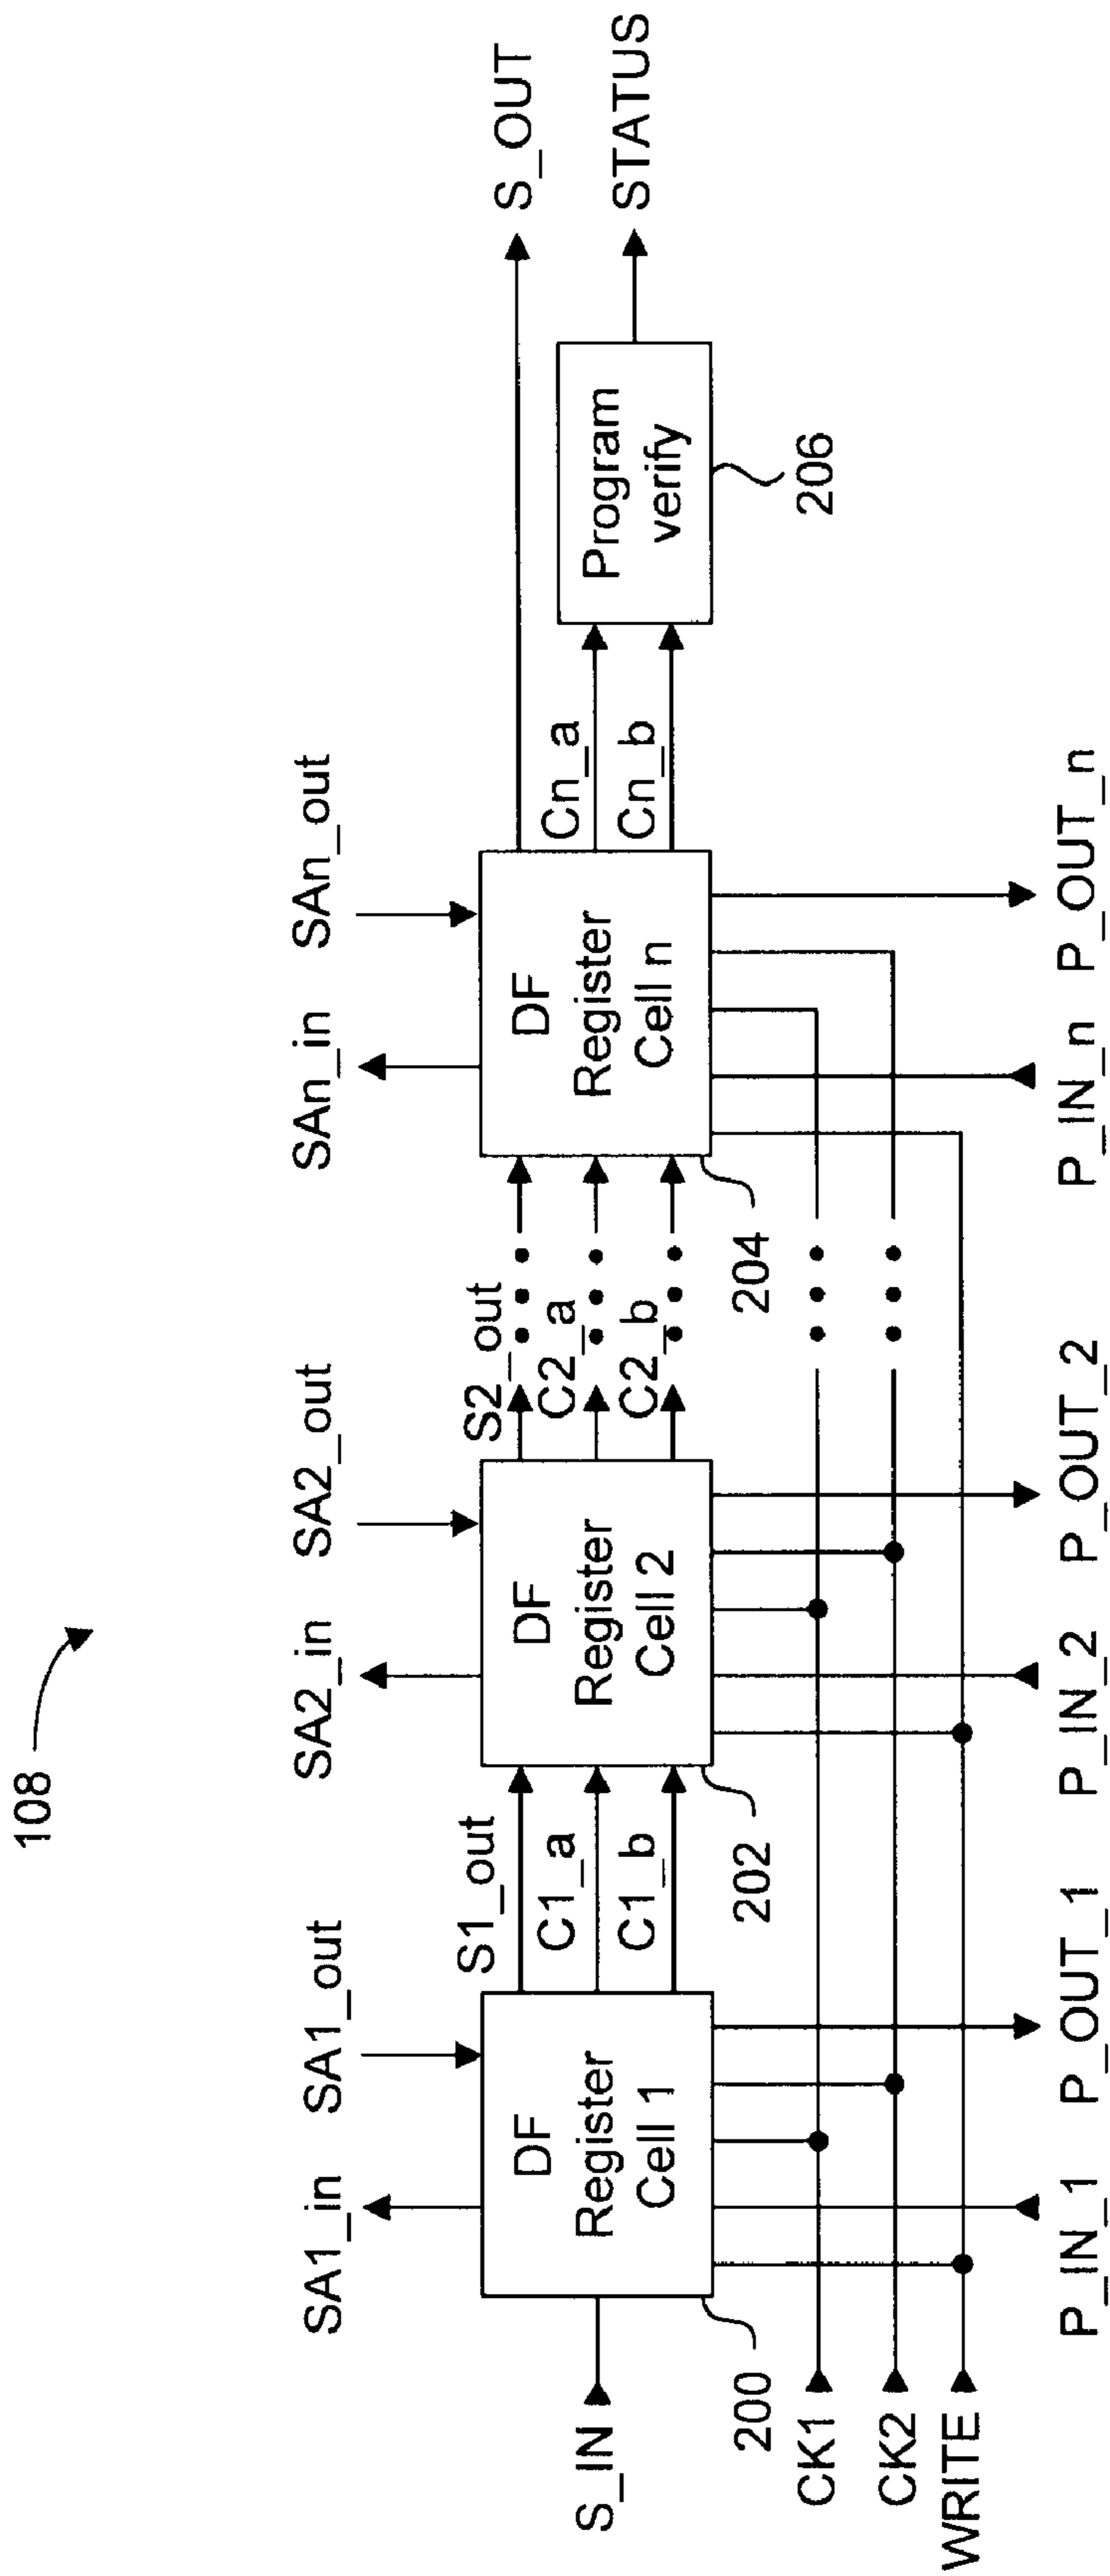 108
SA1_in
SA1_out
SA2_in
SA2_out
SAn_in
SAn_out
S_IN
DF
Register
Cell 1
S1_out
C1_a
C1_b
DF
Register
Cell 2
S2_out
C2_a
C2_b
DF
Register
Cell n
Cn_a
Cn_b
Program
verify
S_OUT
STATUS
200
202
204
206
CK1
CK2
WRITE
P_IN_1
P_OUT_1
P_IN_2
P_OUT_2
P_IN_n
P_OUT_n